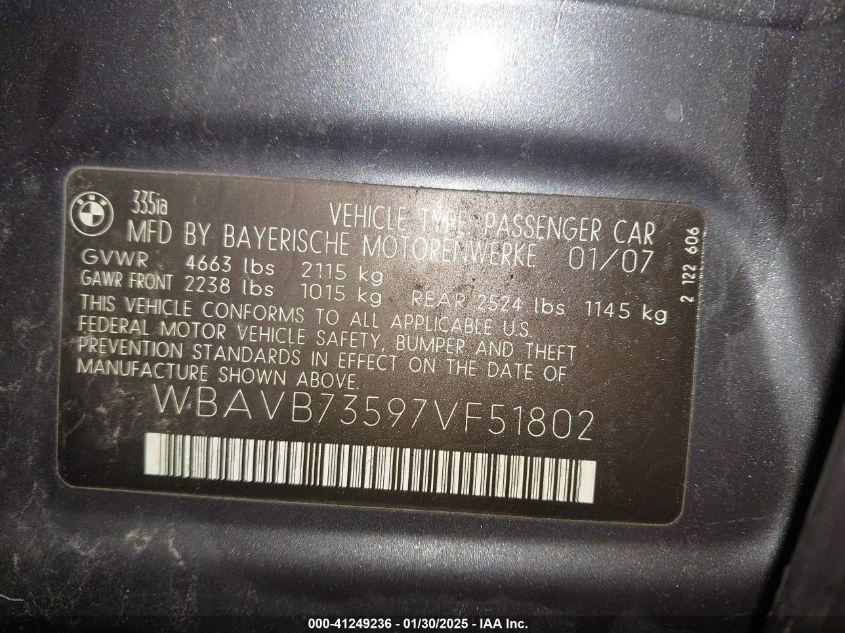 BMW
335ia
VEHICLE TYPE PASSENGER CAR
MFD BY BAYERISCHE MOTORENWERKE 01/07
GVWR 4663 lbs 2115 kg
GAWR FRONT 2238 lbs 1015 kg REAR 2524 lbs 1145 kg
THIS VEHICLE CONFORMS TO ALL APPLICABLE U.S.
FEDERAL MOTOR VEHICLE SAFETY, BUMPER AND THEFT
PREVENTION STANDARDS IN EFFECT ON THE DATE OF
MANUFACTURE SHOWN ABOVE.
WBAVB73597VF51802
2 122 606
000-41249236 - 01/30/2025 - IAA Inc.